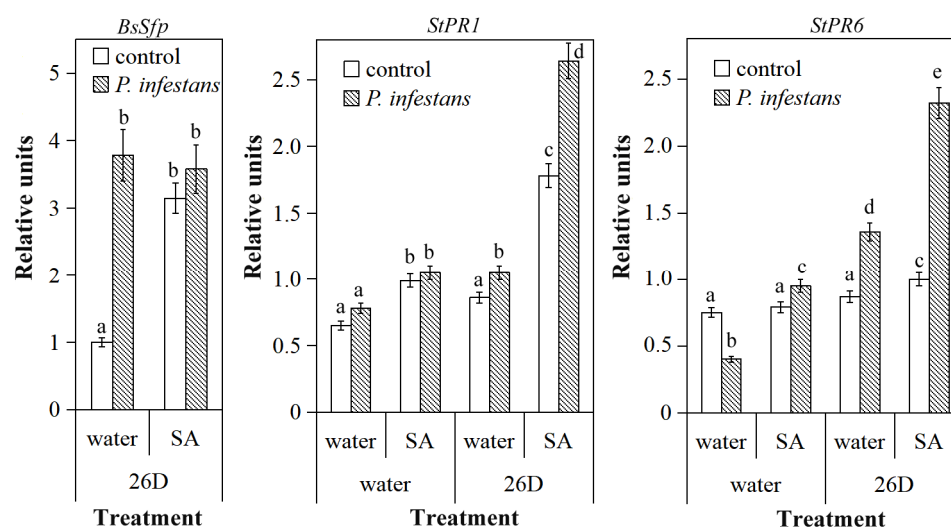 BsSfp
control
P. infestans
5
4
3
2
1
0
Relative units
a
b
b
b
water
SA
26D
Treatment
StPR1
control
P. infestans
2.5
2.0
1.5
1.0
0.5
0
Relative units
a
a
b
b
a
b
c
d
water
SA
water
SA
water
26D
Treatment
StPR6
control
P. infestans
2.5
2.0
1.5
1.0
0.5
0
Relative units
a
b
a
c
a
d
c
e
water
SA
water
SA
water
26D
Treatment